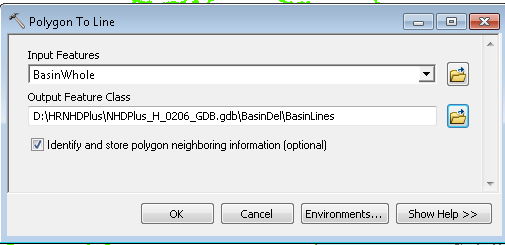 Polygon To Line
Input Features
BasinWhole
Output Feature Class
D:\HRNHDPlus\NHDPlus_H_0206_GDB.gdb\BasinDel\BasinLines
Identify and store polygon neighboring information (optional)
OK Cancel Environments... Show Help >>